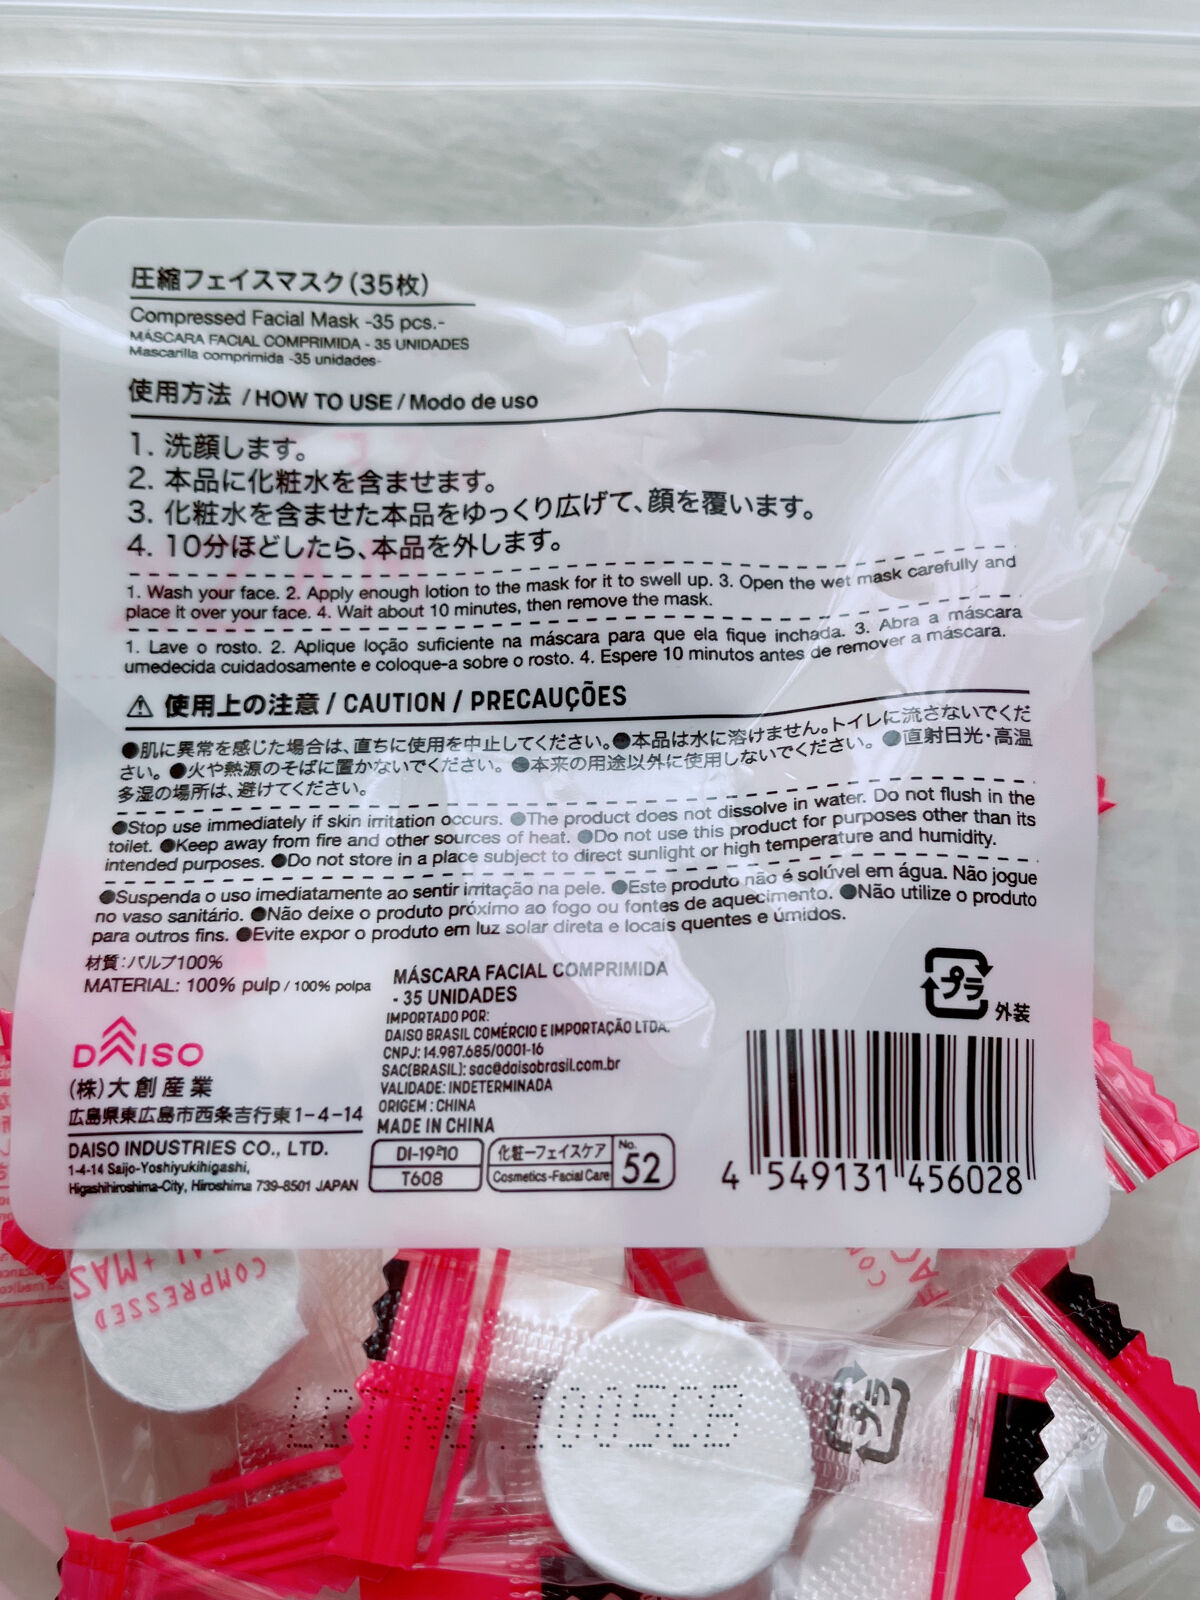 圧縮フェイスマスク(35枚)
Compressed Facial Mask -35 pcs.-
MÁSCARA FACIAL COMPRIMIDA - 35 UNIDADES
Mascarilla comprimida -35 unidades-
使用方法 / HOW TO USE / Modo de uso
1. 洗顔します。
2. 本品に化粧水を含ませます。
3. 化粧水を含ませた本品をゆっくり広げて、顔を覆います。
4. 10分ほどしたら、本品を外します。
1. Wash your face. 2. Apply enough lotion to the mask for it to swell up. 3. Open the wet mask carefully and
place it over your face. 4. Wait about 10 minutes, then remove the mask.
1. Lave o rosto. 2. Aplique loção suficiente na máscara para que ela fique inchada. 3. Abra a máscara
umedecida cuidadosamente e coloque-a sobre o rosto. 4. Espere 10 minutos antes de remover a máscara.
⚠ 使用上の注意 / CAUTION / PRECAUÇÕES
●肌に異常を感じた場合は、直ちに使用を中止してください。●本品は水に溶けません。トイレに流さないでくだ
さい。●火や熱源のそばに置かないでください。●本来の用途以外に使用しないでください。●直射日光・高温
多湿の場所は、避けてください。
●Stop use immediately if skin irritation occurs. ●The product does not dissolve in water. Do not flush in the
toilet. ●Keep away from fire and other sources of heat. ●Do not use this product for purposes other than its
intended purposes. ●Do not store in a place subject to direct sunlight or high temperature and humidity.
●Suspenda o uso imediatamente ao sentir irritação na pele. ●Este produto não é solúvel em água. Não jogue
no vaso sanitário. ●Não deixe o produto próximo ao fogo ou fontes de aquecimento. ●Não utilize o produto
para outros fins. ●Evite expor o produto em luz solar direta e locais quentes e úmidos.
材質:パルプ100%
MATERIAL: 100% pulp / 100% polpa
DAISO
(株)大創産業
広島県東広島市西条吉行東1-4-14
DAISO INDUSTRIES CO., LTD.
1-4-14 Saijo-Yoshiyukihigashi,
Higashihiroshima-City, Hiroshima 739-8501 JAPAN
MÁSCARA FACIAL COMPRIMIDA
- 35 UNIDADES
IMPORTADO POR:
DAISO BRASIL COMÉRCIO E IMPORTAÇÃO LTDA.
CNPJ: 14.987.685/0001-16
SAC(BRASIL): sac@daisobrasil.com.br
VALIDADE: INDETERMINADA
ORIGEM : CHINA
MADE IN CHINA
T608
化粧-フェイスケア
Cosmetics-Facial Care
No.
52
プラ
外装
4 549131 456028
COMPRESSED
プラ